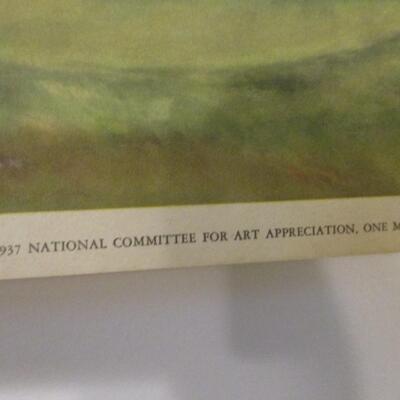 937 NATIONAL COMMITTEE FOR ART APPRECIATION, ONE M